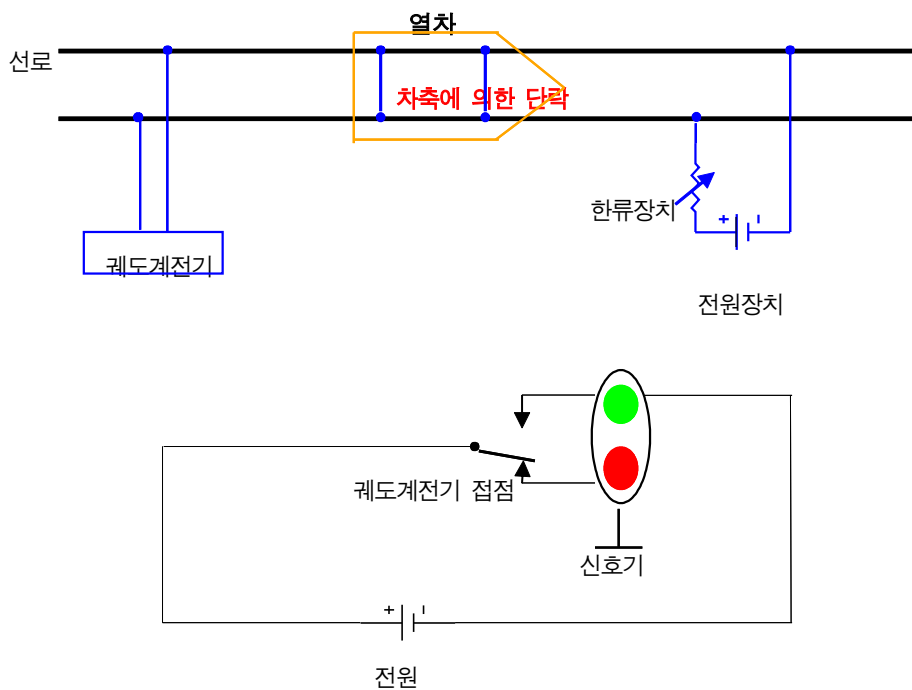 열차
선로
차축에 의한 단락
한류장치
+ -
궤도계전기
전원장치
궤도계전기 접점
신호기
+ -
전원